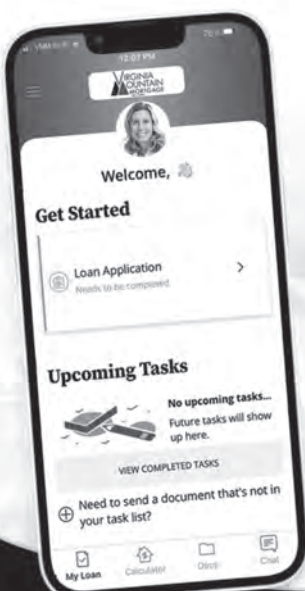 12:07 PM
VIRGINIA
MOUNTAIN
MORTGAGE
Welcome,
Get Started
Loan Application
Needs to be completed
Upcoming Tasks
No upcoming tasks...
Future tasks will show
up here.
VIEW COMPLETED TASKS
Need to send a document that's not in
your task list?
My Loan
Calculator
Docs
Chat